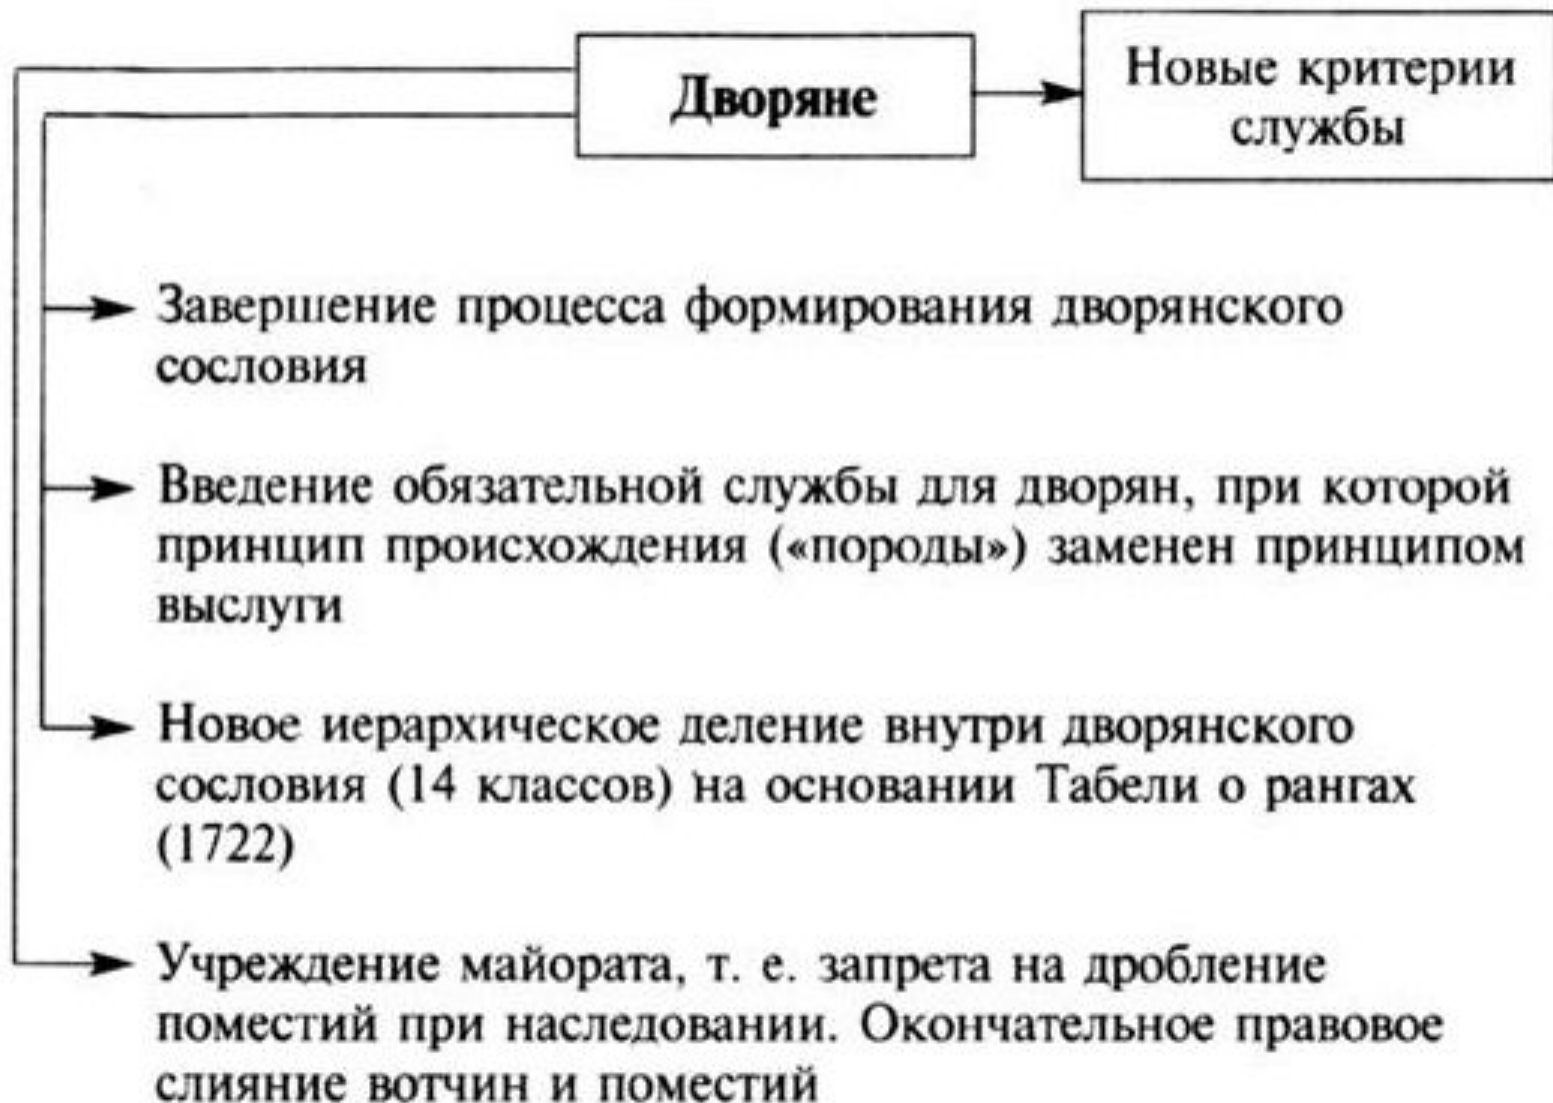 Дворяне
Новые критерии
службы
Завершение процесса формирования дворянского
сословия
Введение обязательной службы для дворян, при которой
принцип происхождения («породы») заменен принципом
выслуги
Новое иерархическое деление внутри дворянского
сословия (14 классов) на основании Табели о рангах
(1722)
Учреждение майората, т. е. запрета на дробление
поместий при наследовании. Окончательное правовое
слияние вотчин и поместий